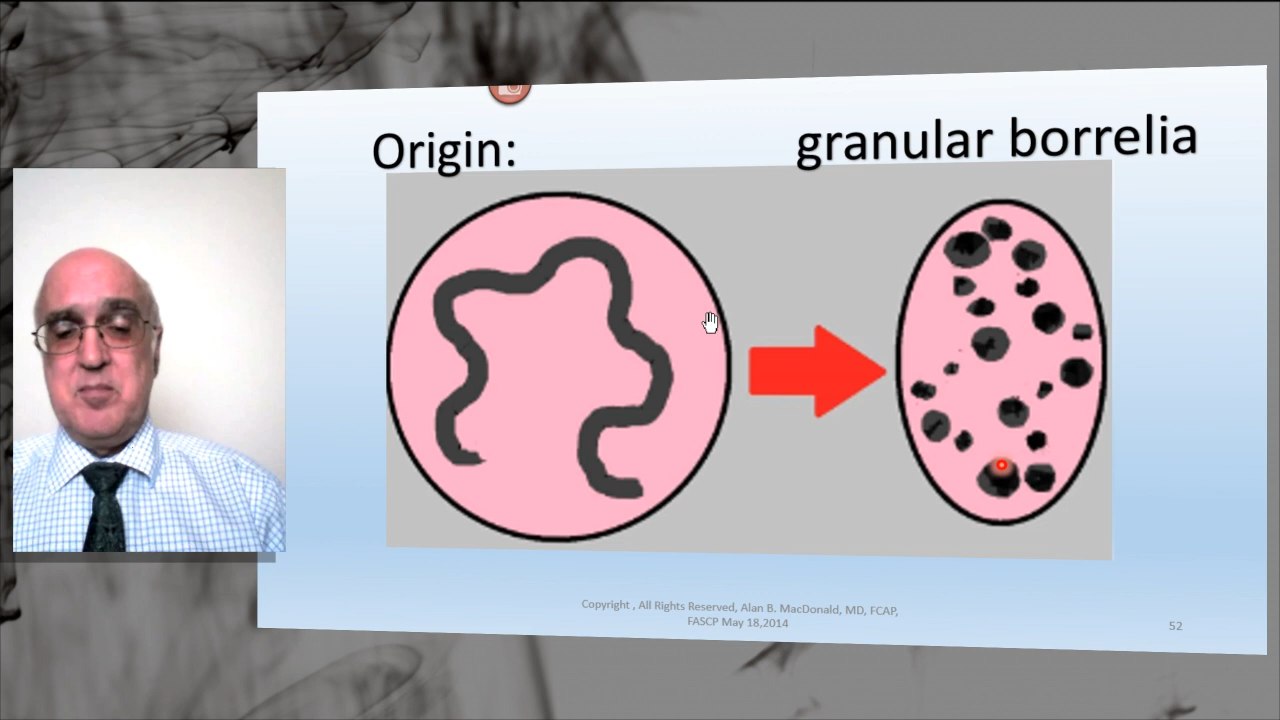 Origin:
granular borrelia
Copyright , All Rights Reserved, Alan B. MacDonald, MD, FCAP,
FASCP May 18,2014
52